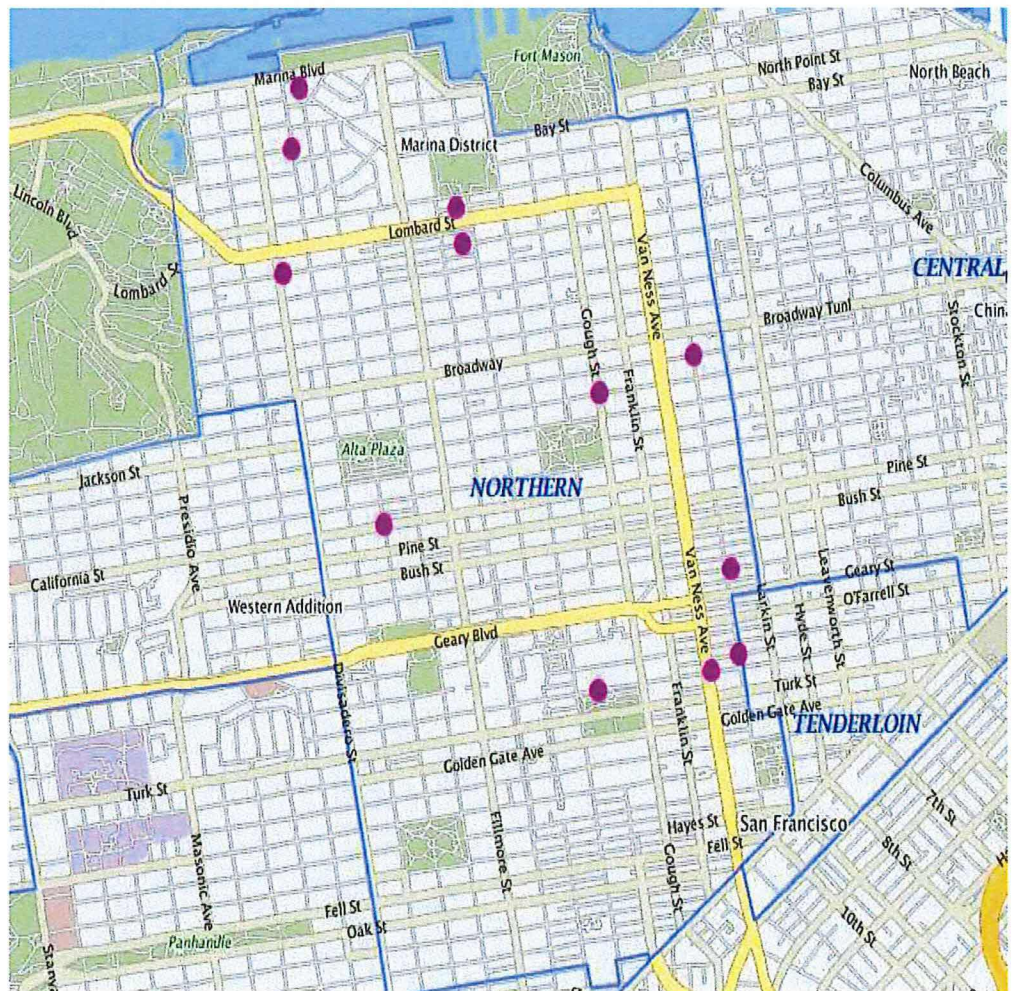 Fort Mason
North Point St
Marina Blvd
Bay St
North Beach
Bay St
Marina District
Columbus Ave
Lincoln Blvd
Lombard St
Van Ness Ave
Lombard St
CENTRAL
Broadway Tunl
Stockton St
Gough St
Broadway
Franklin St
Alta Plaza
Jackson St
NORTHERN
Pine St
Bush St
Presidio Ave
Pine St
Bush St
California St
Van Ness Ave
Leavenworth St
Geary St
O'Farrell St
Western Addition
Larkin St
Hyde St
Geary Blvd
Divisadero St
Turk St
Franklin St
Golden Gate Ave
TENDERLOIN
Golden Gate Ave
Turk St
7th St
Masonic Ave
Fillmore St
Hayes St
San Francisco
Fell St
8th St
Gough St
Fell St
Oak St
10th St
Panhandle